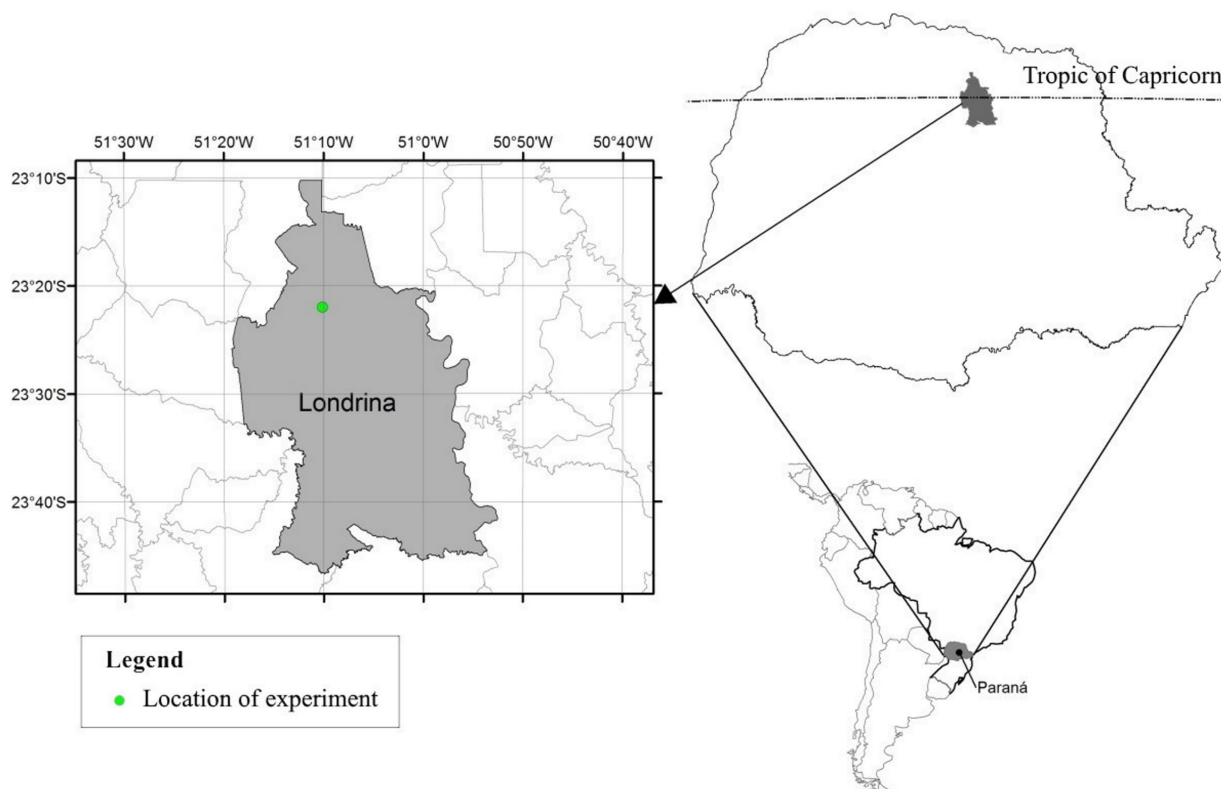 Tropic of Capricorn
51°30'W 51°20'W 51°10'W 51°0'W 50°50'W 50°40'W
23°10'S
23°20'S
23°30'S
Londrina
23°40'S
Legend
Location of experiment
Paraná